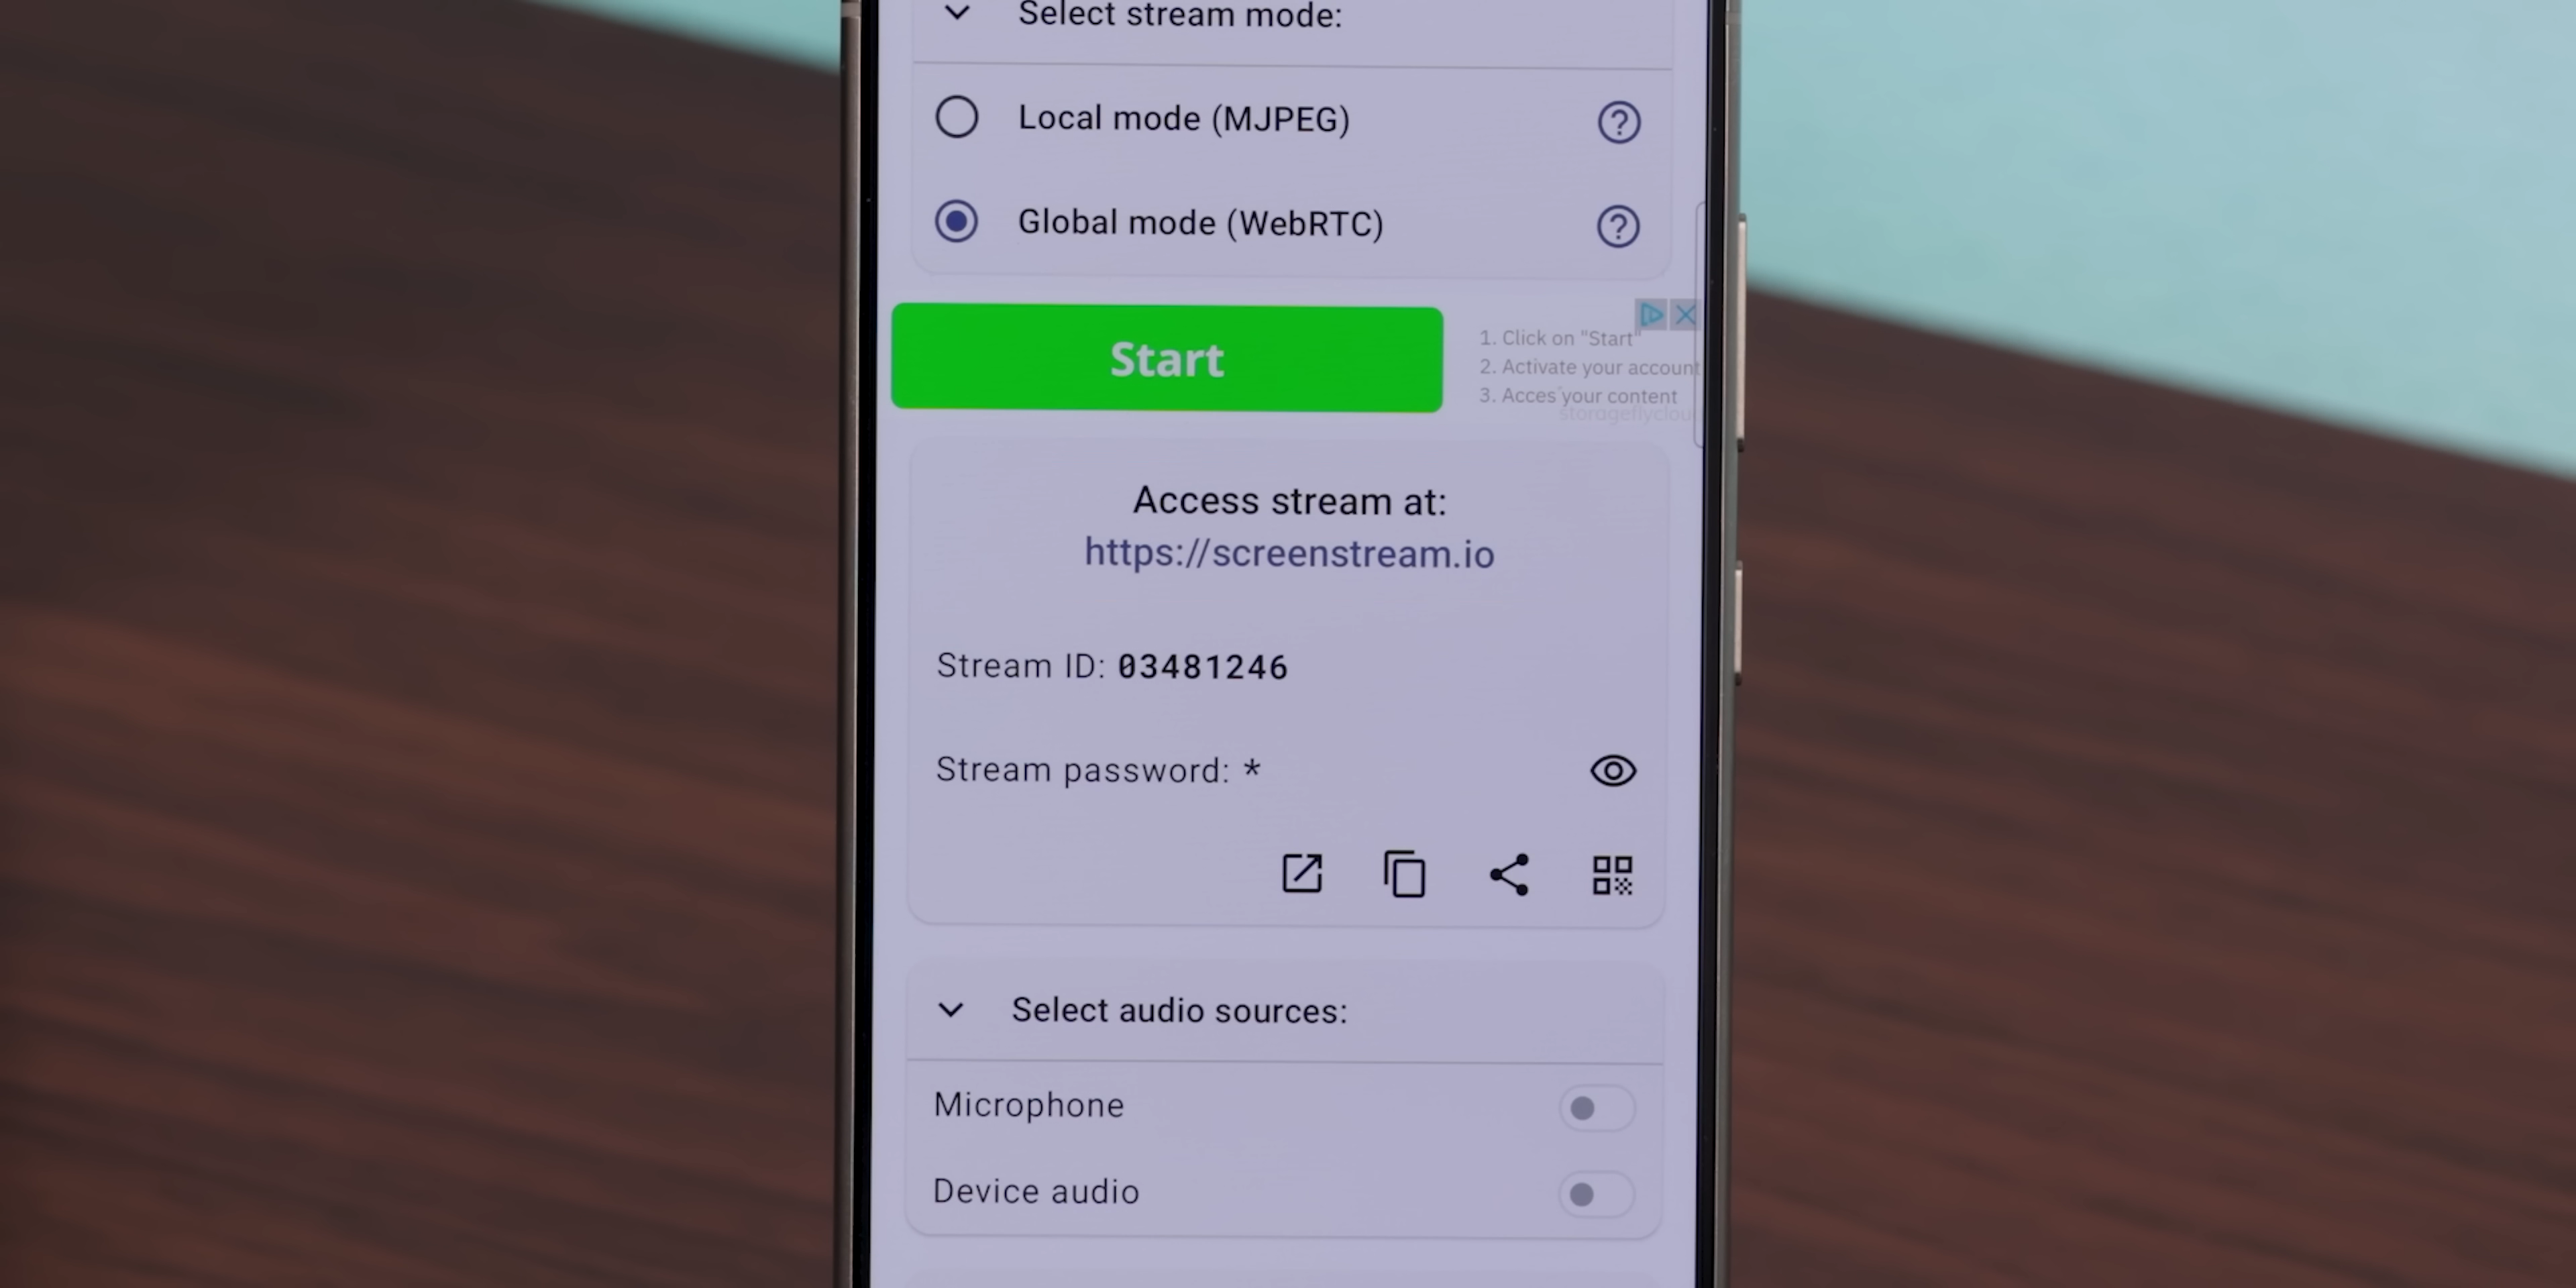 Select stream mode:
Local mode (MJPEG)
Global mode (WebRTC)
Start
1. Click on "Start"
2. Activate your account
3. Acces your content
storageflyclou
Access stream at:
https://screenstream.io
Stream ID: 03481246
Stream password: *
Select audio sources:
Microphone
Device audio